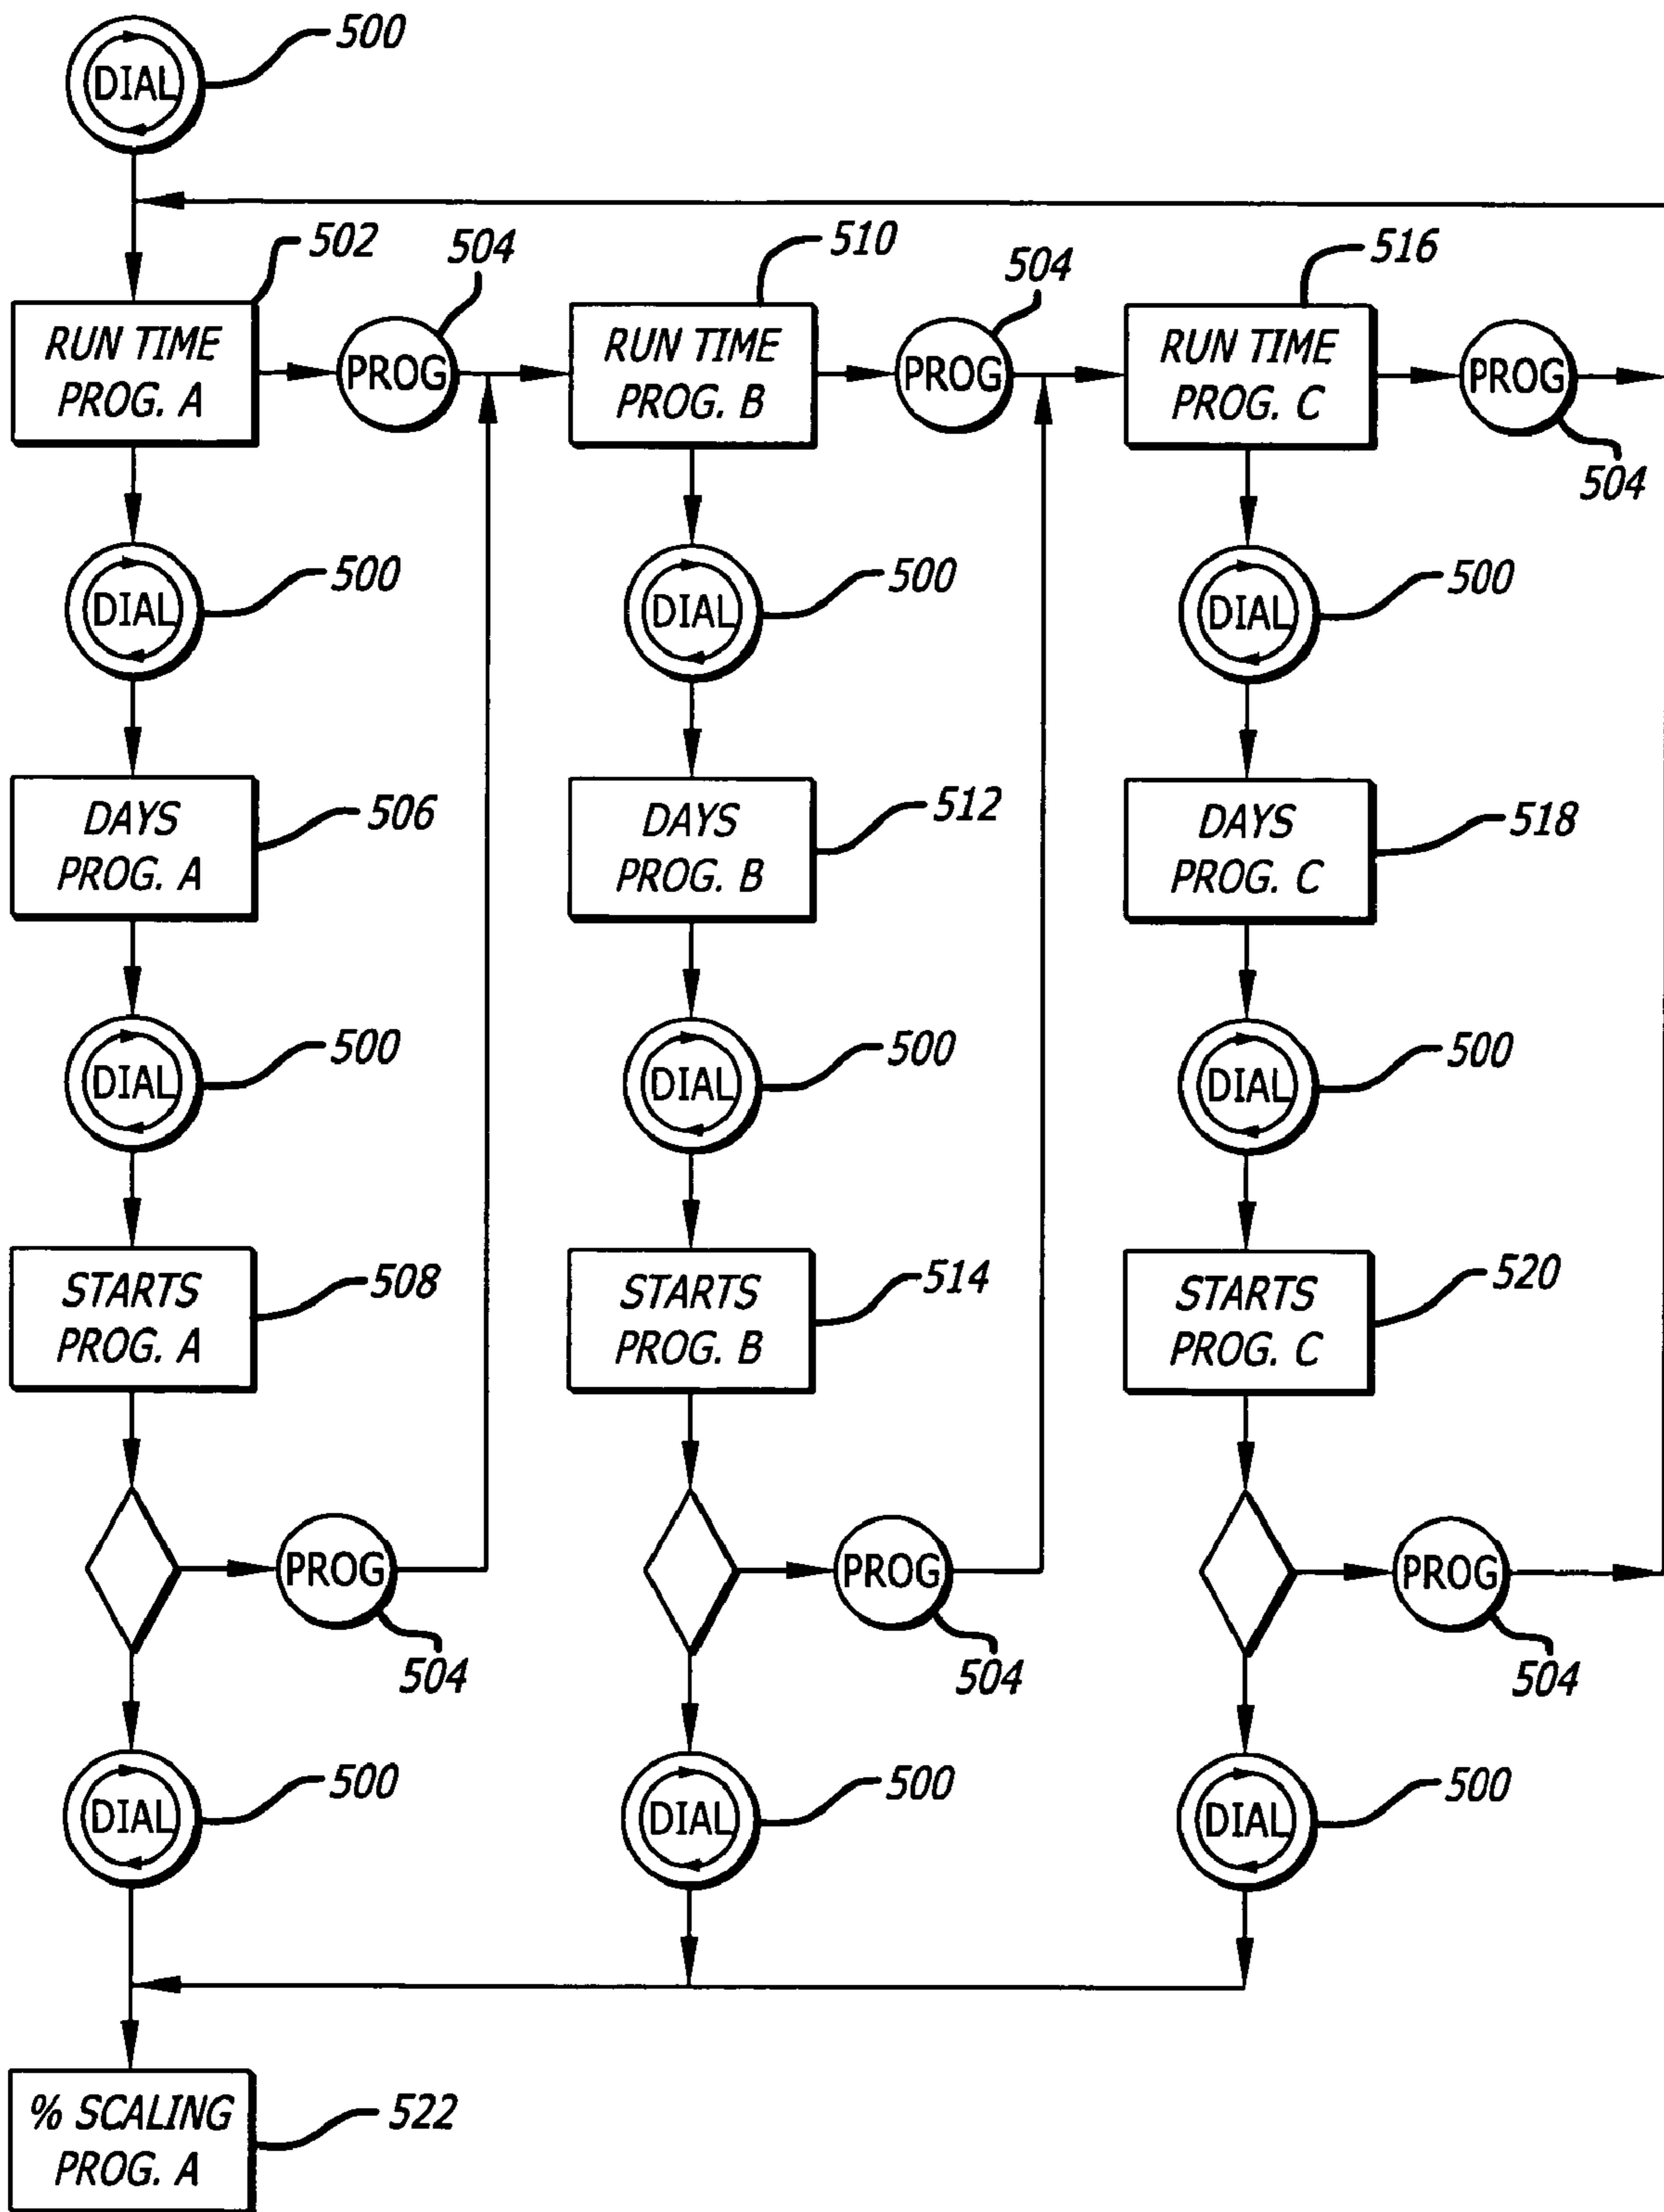 500
DIAL
502
504
510
504
516
RUN TIME
PROG. A
PROG
RUN TIME
PROG. B
PROG
RUN TIME
PROG. C
PROG
504
500
DIAL
500
DIAL
500
DIAL
DAYS
PROG. A
506
DAYS
PROG. B
512
DAYS
PROG. C
518
500
DIAL
500
DIAL
500
DIAL
STARTS
PROG. A
508
STARTS
PROG. B
514
STARTS
PROG. C
520
PROG
504
PROG
504
PROG
504
500
DIAL
500
DIAL
500
DIAL
% SCALING
PROG. A
522